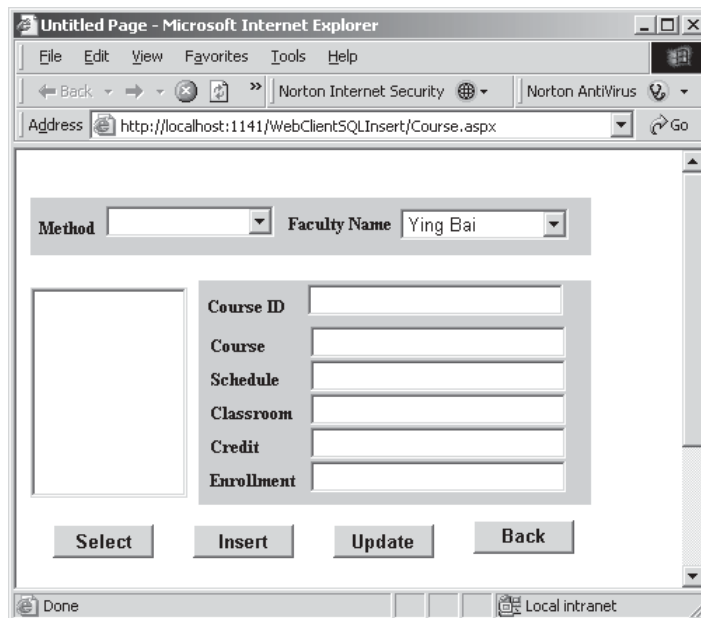 Untitled Page - Microsoft Internet Explorer
File Edit View Favorites Tools Help
Back » Norton Internet Security Norton AntiVirus
Address http://localhost:1141/WebClientSQLInsert/Course.aspx Go
Method Faculty Name Ying Bai
Course ID
Course
Schedule
Classroom
Credit
Enrollment
Select Insert Update Back
Done Local intranet